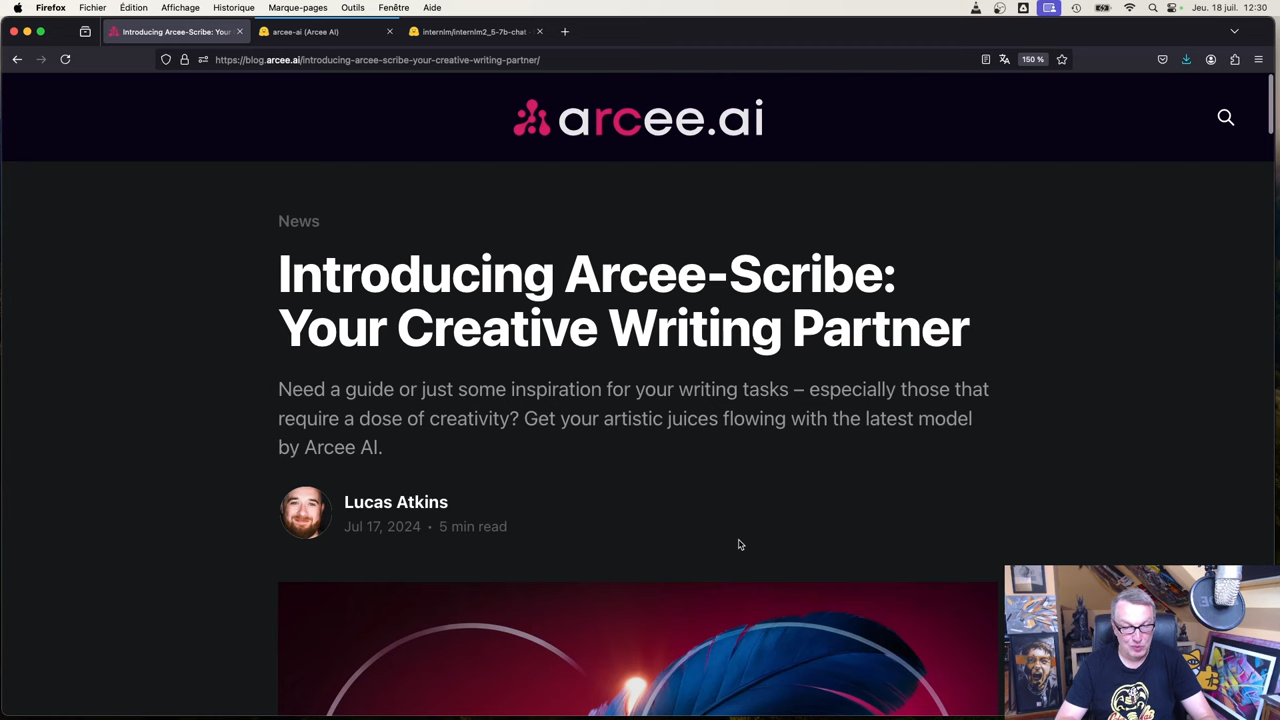 Firefox Fichier Édition Affichage Historique Marque-pages Outils Fenêtre Aide Jeu. 18 juil. 12:30
Introducing Arcee-Scribe: Your arcee-ai (Arcee AI) internlm/internlm2_5-7b-chat
https://blog.arcee.ai/introducing-arcee-scribe-your-creative-writing-partner/ 150 %
arcee.ai
News
Introducing Arcee-Scribe:
Your Creative Writing Partner
Need a guide or just some inspiration for your writing tasks – especially those that
require a dose of creativity? Get your artistic juices flowing with the latest model
by Arcee AI.
Lucas Atkins
Jul 17, 2024 • 5 min read